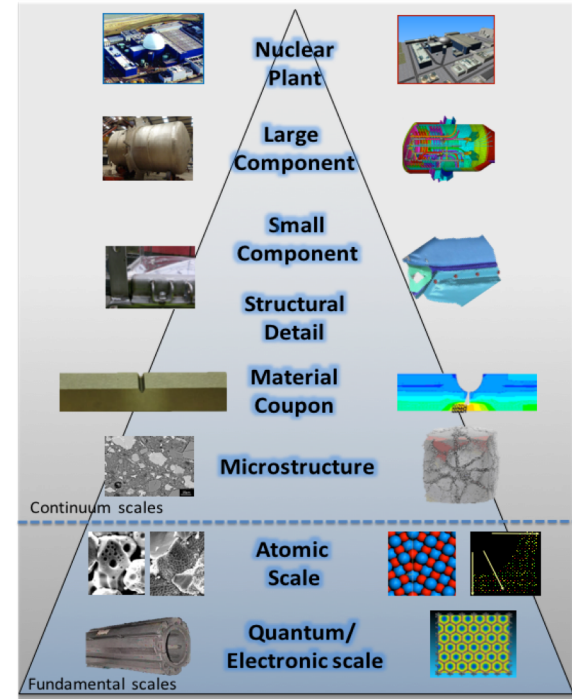 Nuclear
Plant
Large
Component
Small
Component
Structural
Detail
Material
Coupon
Microstructure
Continuum scales
Atomic
Scale
Quantum/
Electronic scale
Fundamental scales